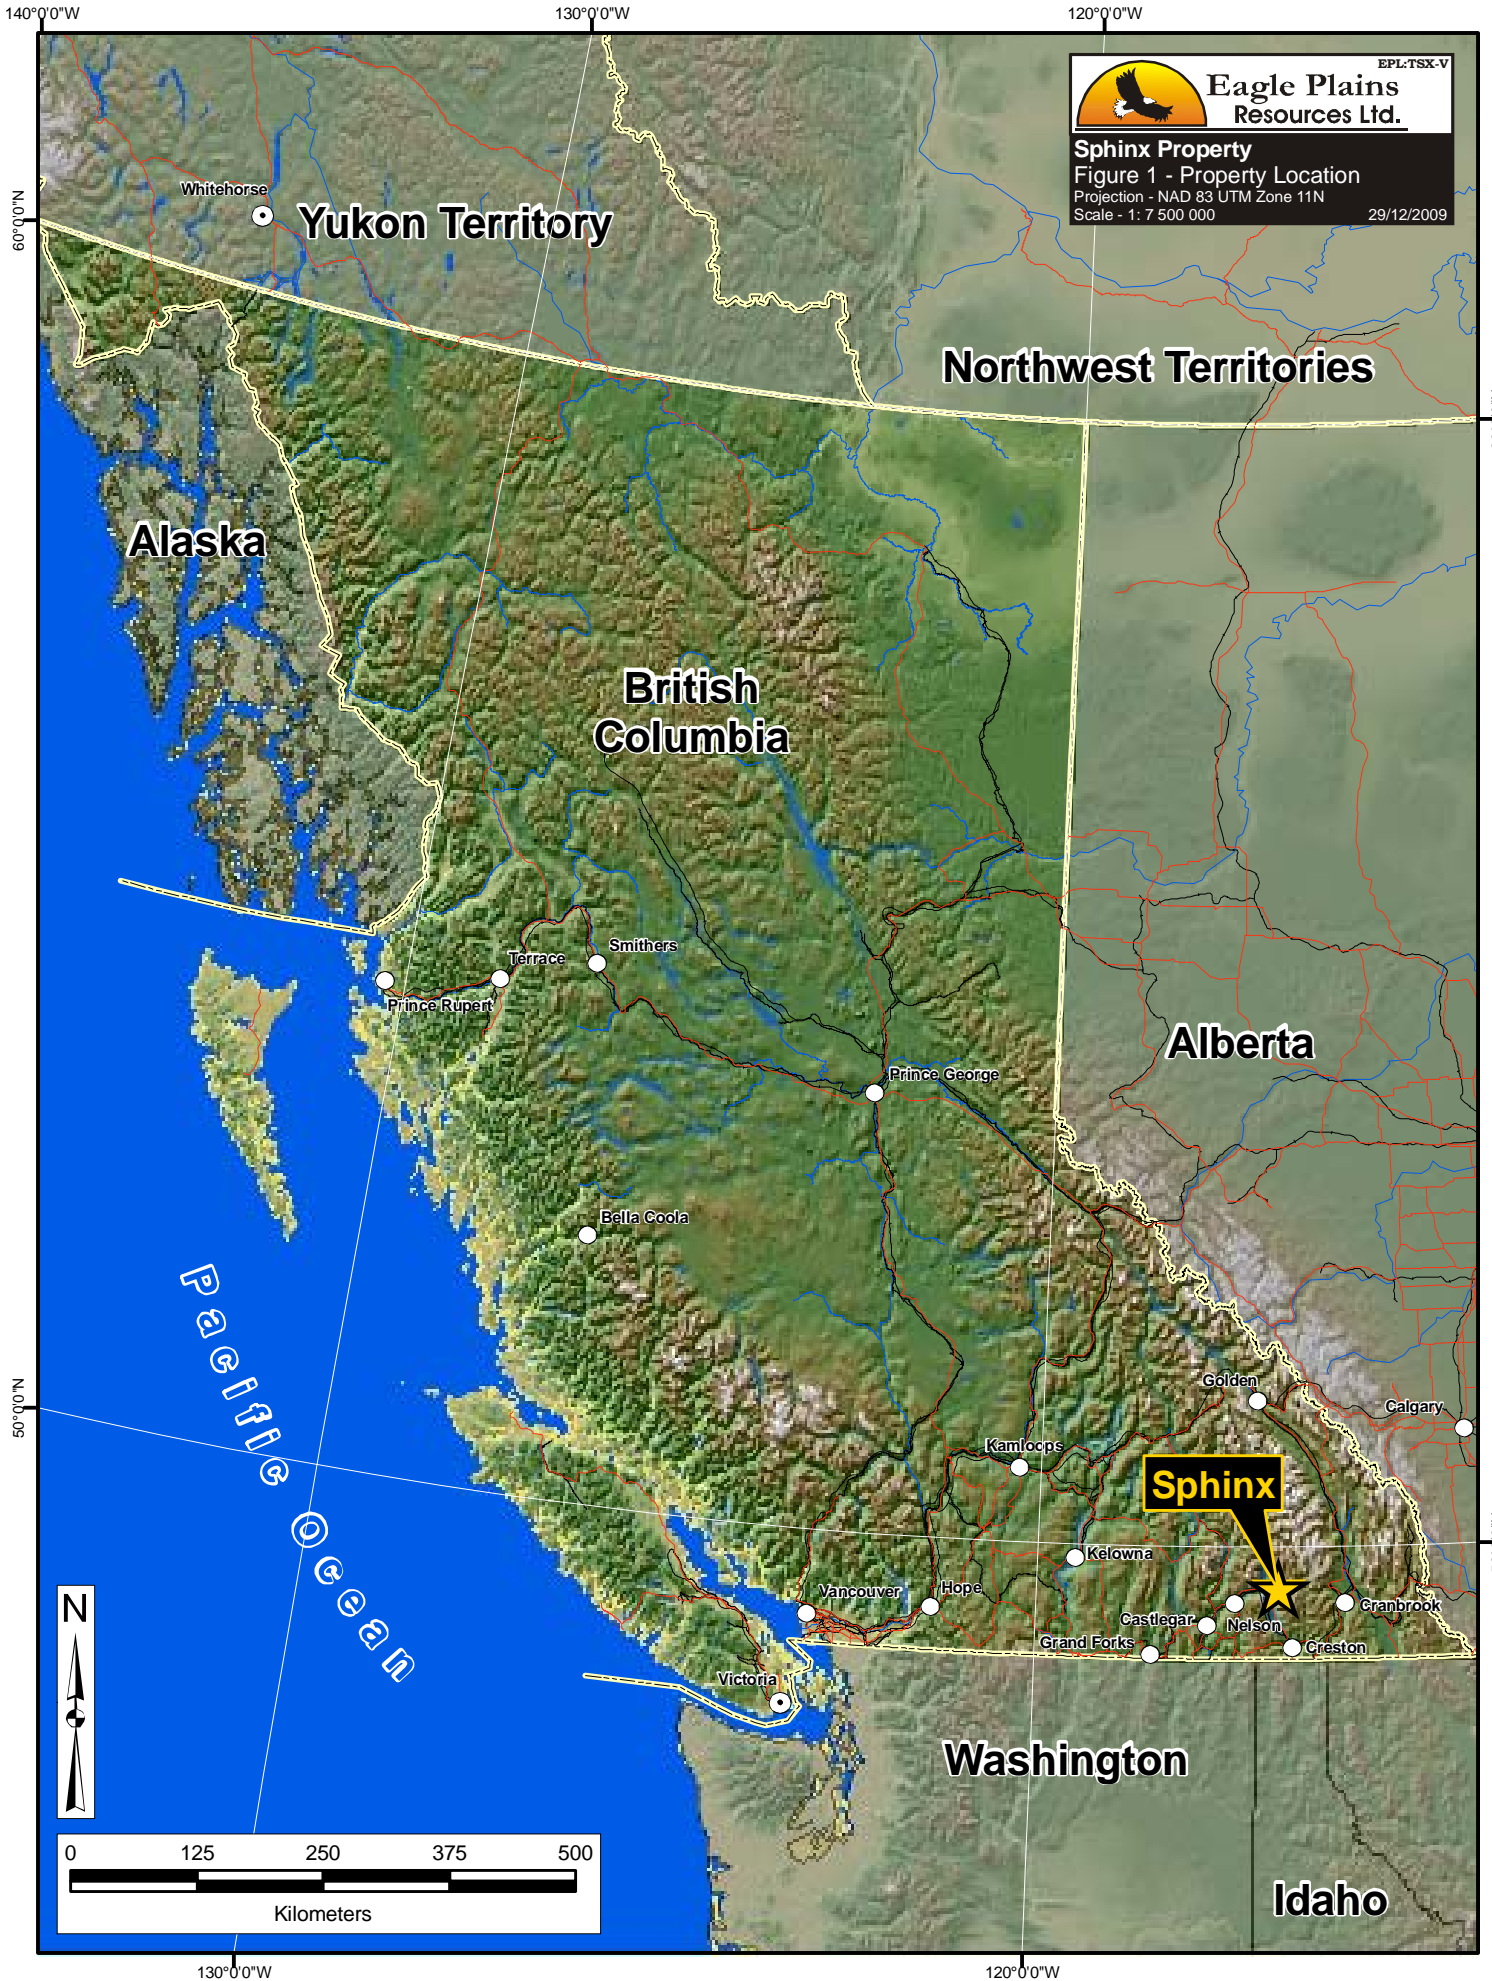 140°0'0"W
130°0'0"W
120°0'0"W
EPL:TSX-V
Eagle Plains
Resources Ltd.
Sphinx Property
Figure 1 - Property Location
Projection - NAD 83 UTM Zone 11N
Scale - 1: 7 500 000
29/12/2009
60°0'0"N
Whitehorse
Yukon Territory
Northwest Territories
Alaska
British
Columbia
Smithers
Terrace
Prince Rupert
Alberta
Prince George
Bella Coola
Pacific Ocean
50°0'0"N
Golden
Calgary
Kamloops
Sphinx
Kelowna
Vancouver
Hope
Cranbrook
Castlegar
Nelson
Grand Forks
Creston
Victoria
N
Washington
Idaho
0
125
250
375
500
Kilometers
130°0'0"W
120°0'0"W